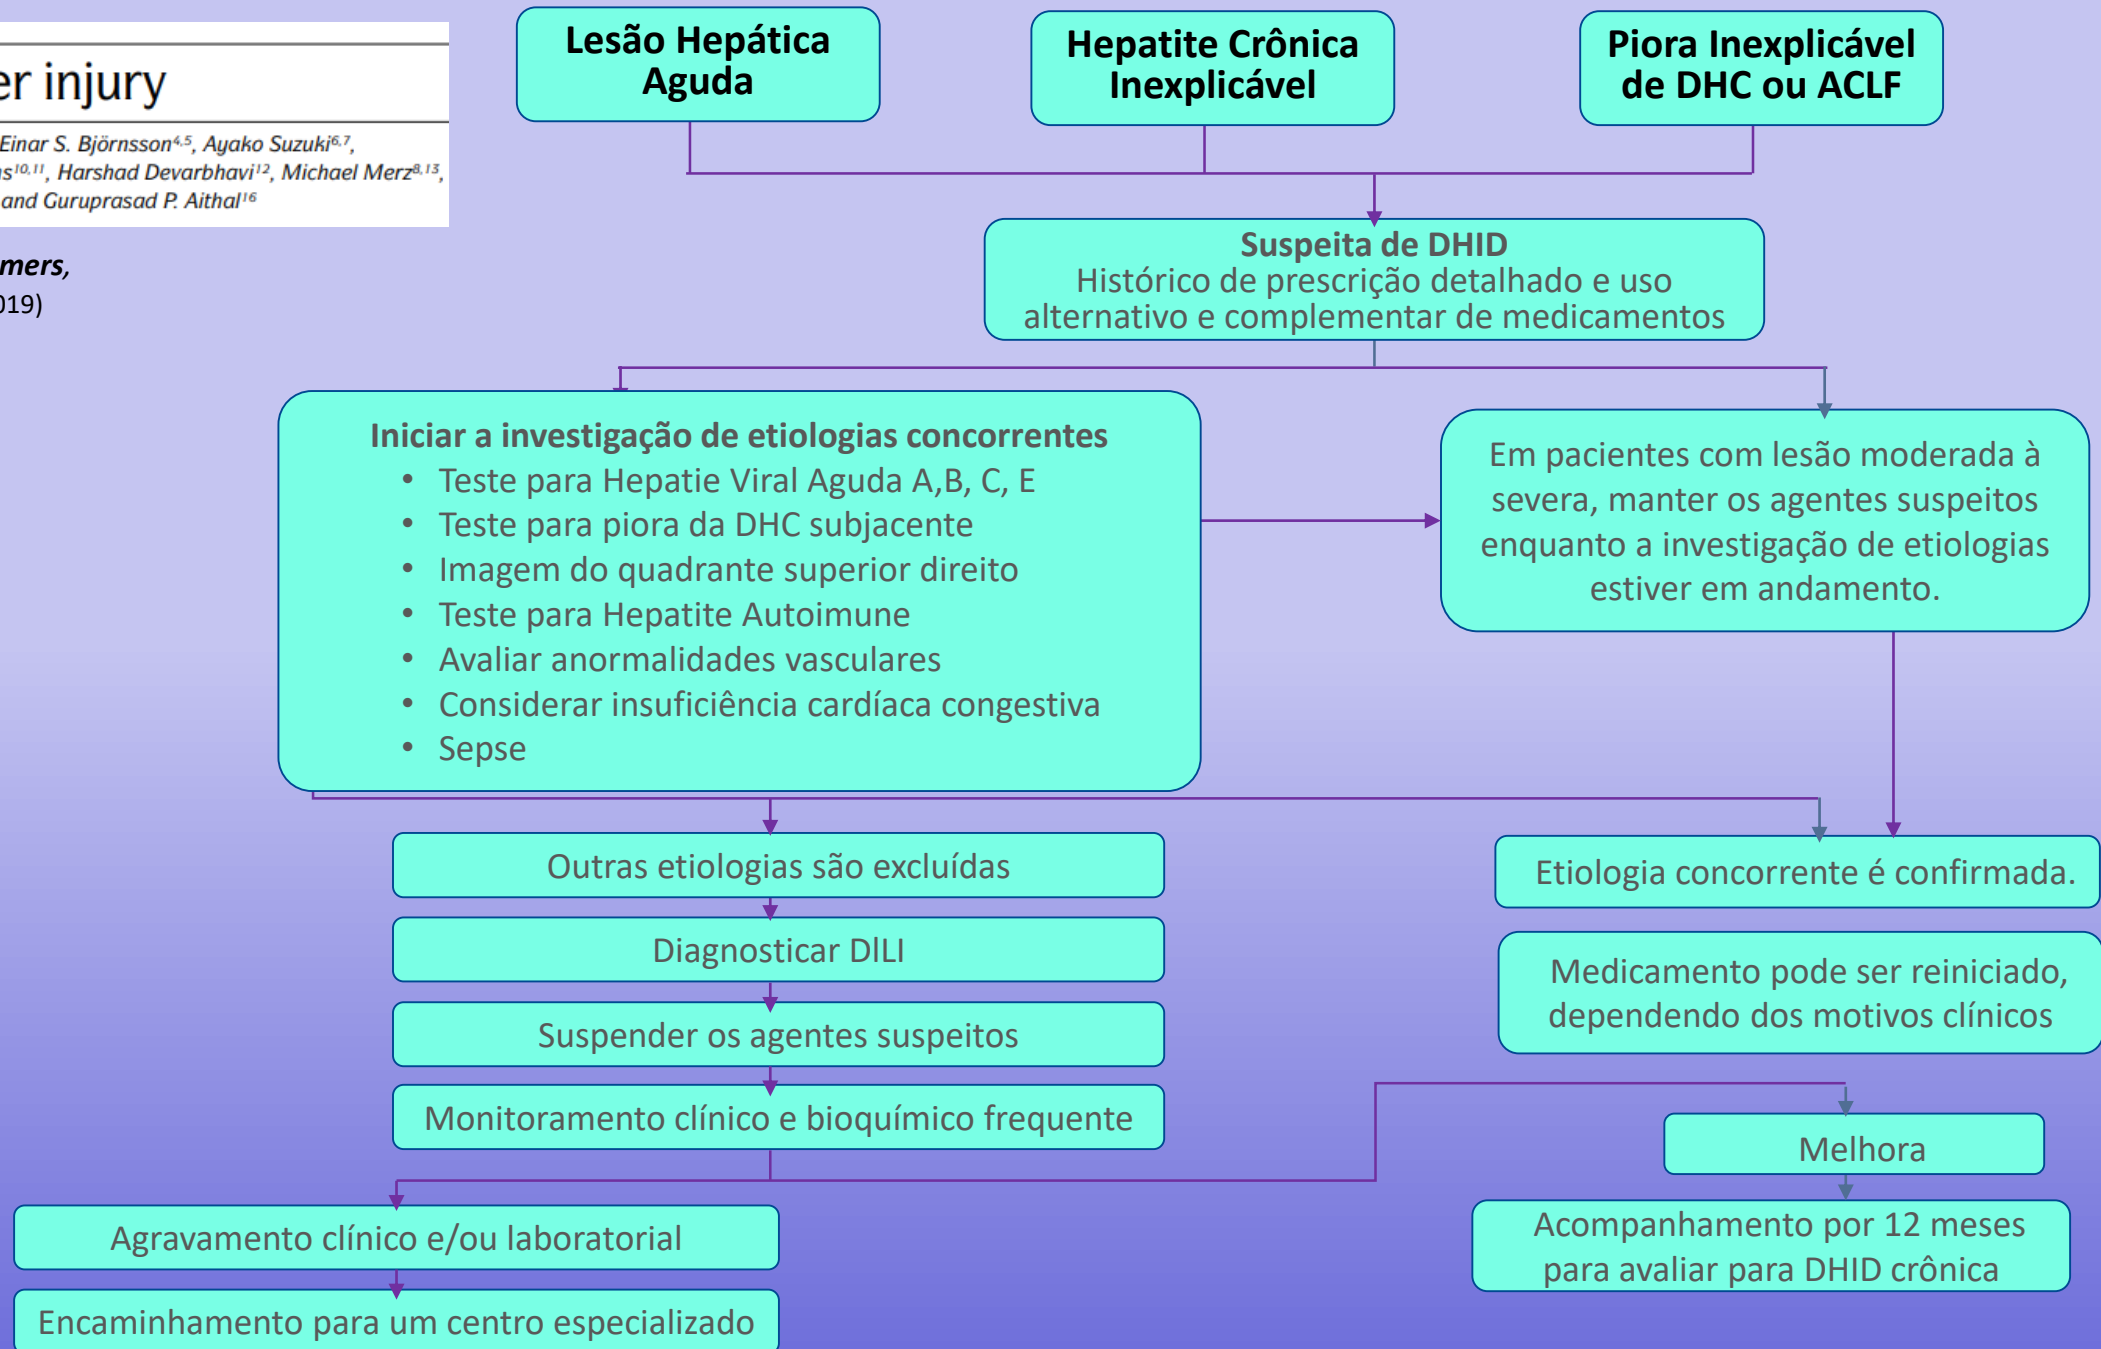 er injury
Einar S. Björnsson4,5, Ayako Suzuki6,7,
ns10,11, Harshad Devarbhavi12, Michael Merz8,13,
and Guruprasad P. Aithal16
mers,
019)
Lesão Hepática
Aguda
Hepatite Crônica
Inexplicável
Piora Inexplicável
de DHC ou ACLF
Suspeita de DHID
Histórico de prescrição detalhado e uso
alternativo e complementar de medicamentos
Iniciar a investigação de etiologias concorrentes
• Teste para Hepatie Viral Aguda A,B, C, E
• Teste para piora da DHC subjacente
• Imagem do quadrante superior direito
• Teste para Hepatite Autoimune
• Avaliar anormalidades vasculares
• Considerar insuficiência cardíaca congestiva
• Sepse
Em pacientes com lesão moderada à
severa, manter os agentes suspeitos
enquanto a investigação de etiologias
estiver em andamento.
Outras etiologias são excluídas
Diagnosticar DlLI
Suspender os agentes suspeitos
Monitoramento clínico e bioquímico frequente
Etiologia concorrente é confirmada.
Medicamento pode ser reiniciado,
dependendo dos motivos clínicos
Melhora
Acompanhamento por 12 meses
para avaliar para DHID crônica
Agravamento clínico e/ou laboratorial
Encaminhamento para um centro especializado